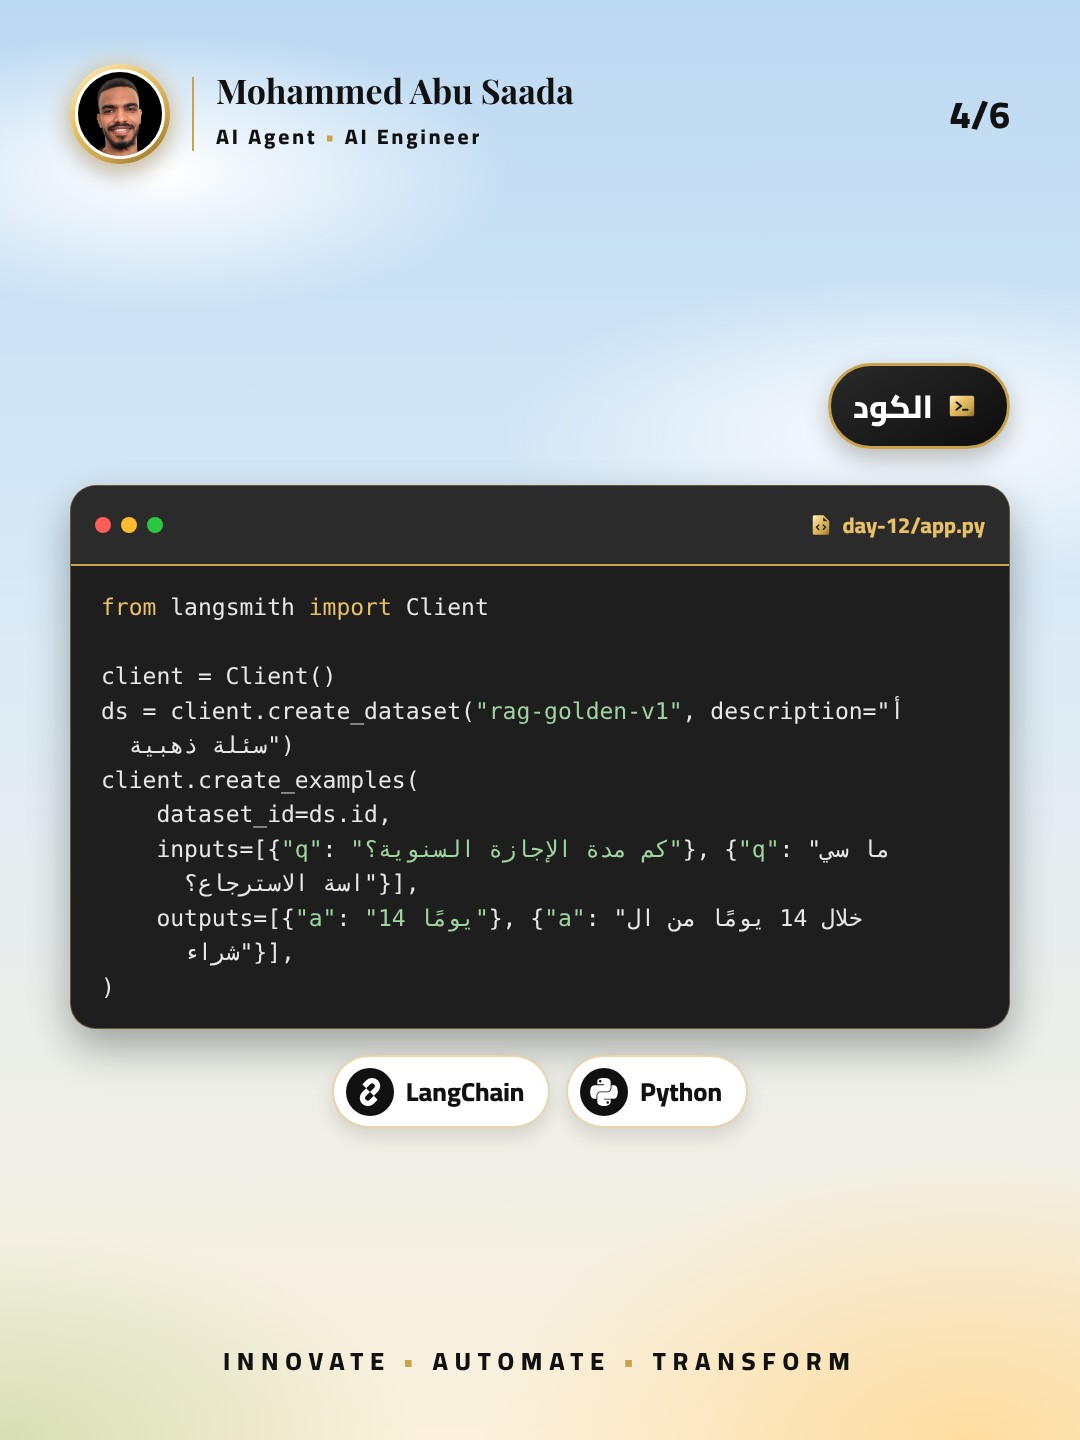 Mohammed Abu Saada
AI Agent ▪ AI Engineer
4/6
الكود
day-12/app.py
from langsmith import Client
client = Client()
ds = client.create_dataset("rag-golden-v1", description="أ
سئلة ذهبية")
client.create_examples(
    dataset_id=ds.id,
    inputs=[{"q": "كم مدة الإجازة السنوية؟"}, {"q": "ما سي
اسة الاسترجاع؟"}],
    outputs=[{"a": "14 يومًا"}, {"a": "خلال 14 يومًا من ال
شراء"}],
)
LangChain
Python
INNOVATE ▪ AUTOMATE ▪ TRANSFORM